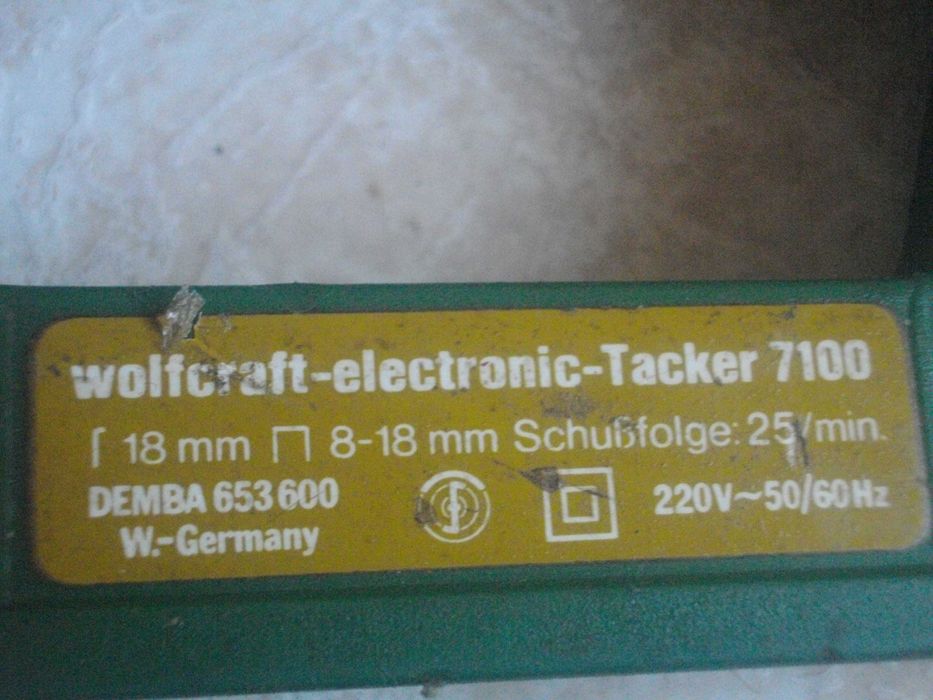 wolfcraft-electronic-Tacker 7100
18 mm 8-18 mm Schußfolge: 25/min.
DEMBA 653 600 220V~50/60Hz
W.-Germany